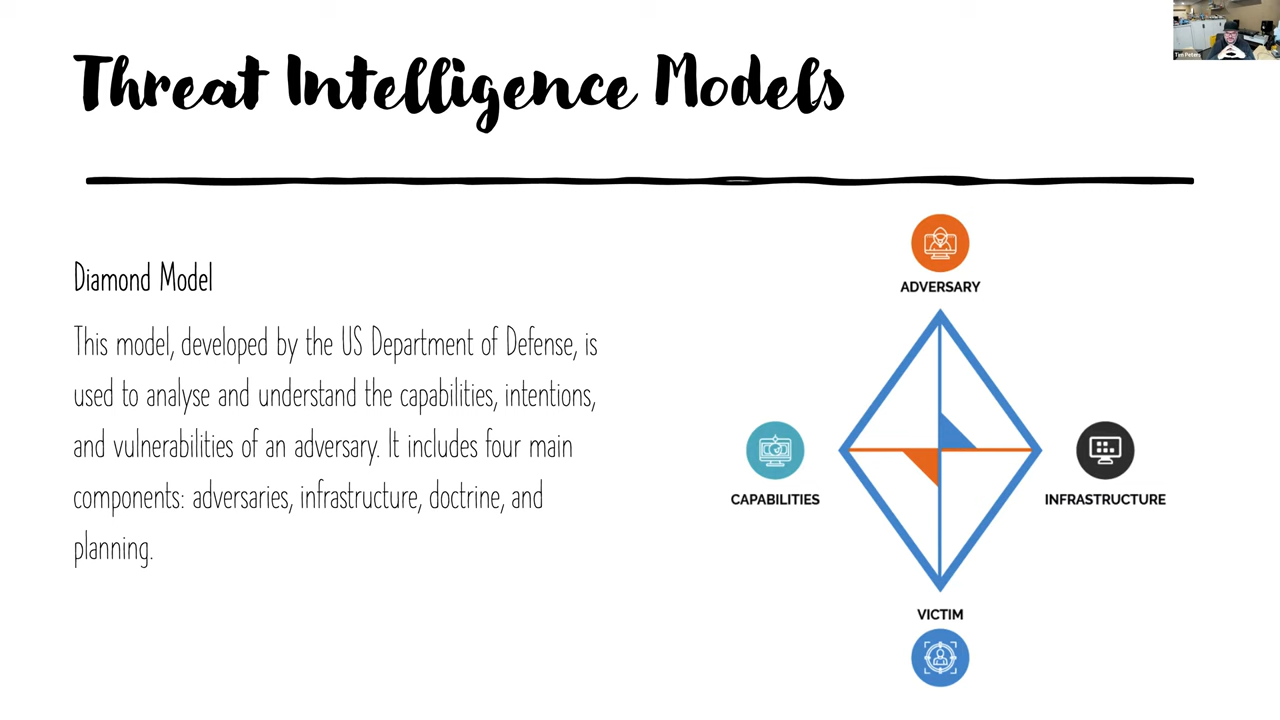 Threat Intelligence Models
Tim Peters
Diamond Model
This model, developed by the US Department of Defense, is
used to analyse and understand the capabilities, intentions,
and vulnerabilities of an adversary. It includes four main
components: adversaries, infrastructure, doctrine, and
planning.
ADVERSARY
CAPABILITIES
INFRASTRUCTURE
VICTIM